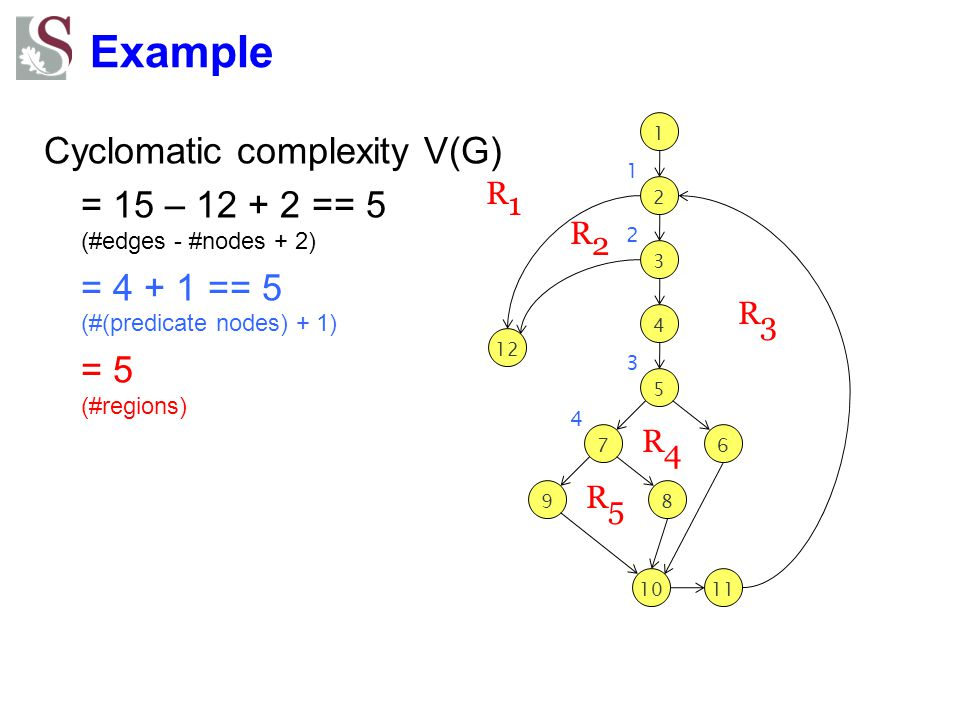 Example
Cyclomatic complexity V(G)
= 15 – 12 + 2 == 5
(#edges - #nodes + 2)
= 4 + 1 == 5
(#(predicate nodes) + 1)
= 5
(#regions)
1
1
R1
2
R2
2
3
R3
4
12
3
5
4
7
R4
6
9
R5
8
10
11